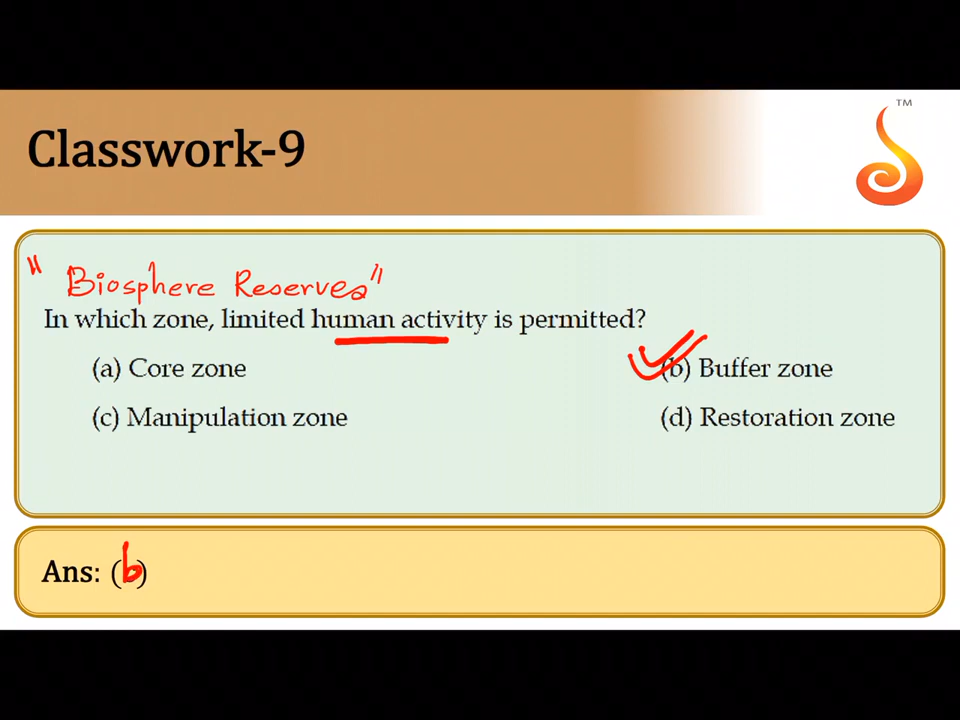 TM
Classwork-9
"Biosphere Reserves"
In which zone, limited human activity is permitted?
(a) Core zone (b) Buffer zone
(c) Manipulation zone (d) Restoration zone
Ans: (b)